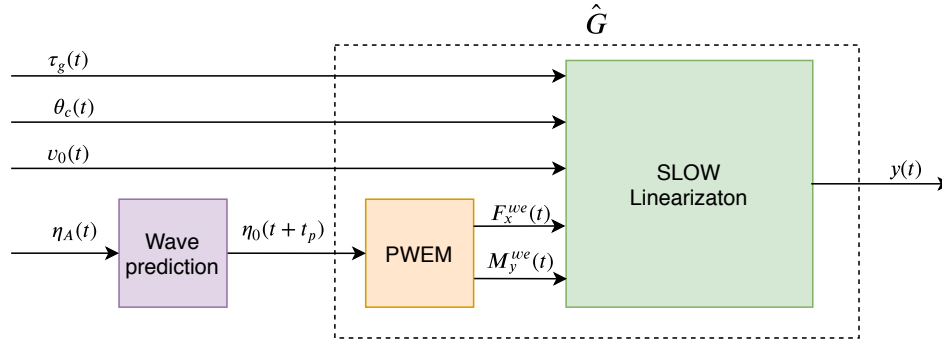 Ĝ
τ_g(t)
θ_c(t)
v_0(t)
η_A(t)
Wave
prediction
η_0(t + t_p)
PWEM
F_x^{we}(t)
M_y^{we}(t)
SLOW
Linearizaton
y(t)